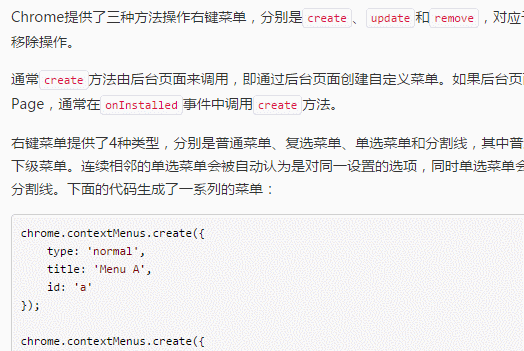 Chrome提供了三种方法操作右键菜单，分别是create、update和remove，对应于
移除操作。
通常create方法由后台页面来调用，即通过后台页面创建自定义菜单。如果后台页面
Page，通常在onInstalled事件中调用create方法。
右键菜单提供了4种类型，分别是普通菜单、复选菜单、单选菜单和分割线，其中普
下级菜单。连续相邻的单选菜单会被自动认为是对同一设置的选项，同时单选菜单会
分割线。下面的代码生成了一系列的菜单：
chrome.contextMenus.create({
    type: 'normal',
    title: 'Menu A',
    id: 'a'
});
chrome.contextMenus.create({